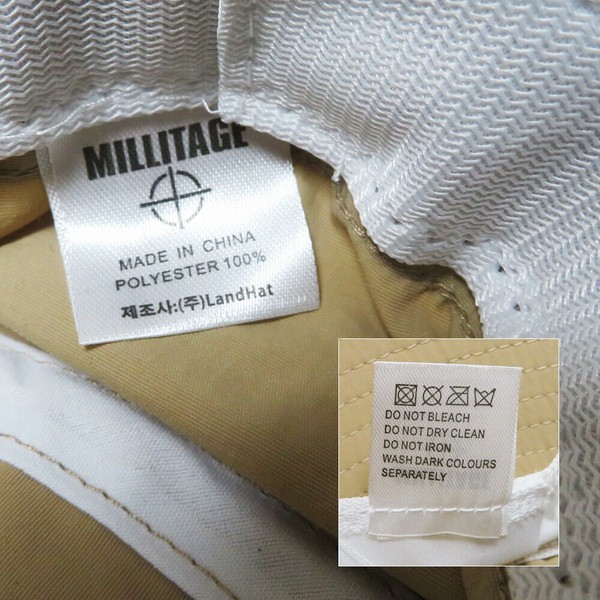 MILLITAGE
MADE IN CHINA
POLYESTER 100%
제조사:(주)LandHat
DO NOT BLEACH
DO NOT DRY CLEAN
DO NOT IRON
WASH DARK COLOURS
SEPARATELY